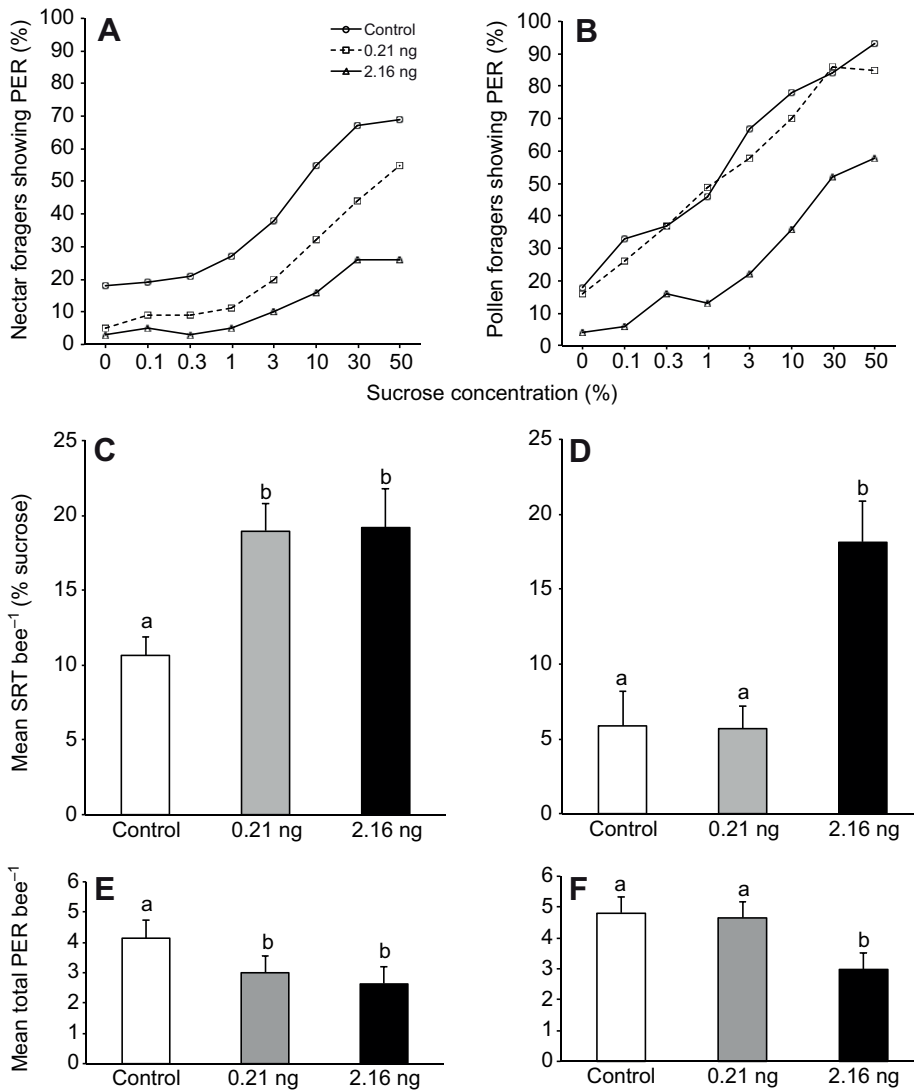 A
Nectar foragers showing PER (%)
100
90
80
70
60
50
40
30
20
10
0
Control
0.21 ng
2.16 ng
0 0.1 0.3 1 3 10 30 50
B
Pollen foragers showing PER (%)
100
90
80
70
60
50
40
30
20
10
0
0 0.1 0.3 1 3 10 30 50
Sucrose concentration (%)
C
Mean SRT bee⁻¹ (% sucrose)
25
20
15
10
5
0
a
b
b
Control 0.21 ng 2.16 ng
D
25
20
15
10
5
0
a
a
b
Control 0.21 ng 2.16 ng
E
Mean total PER bee⁻¹
6
5
4
3
2
1
0
a
b
b
Control 0.21 ng 2.16 ng
F
6
5
4
3
2
1
0
a
a
b
Control 0.21 ng 2.16 ng